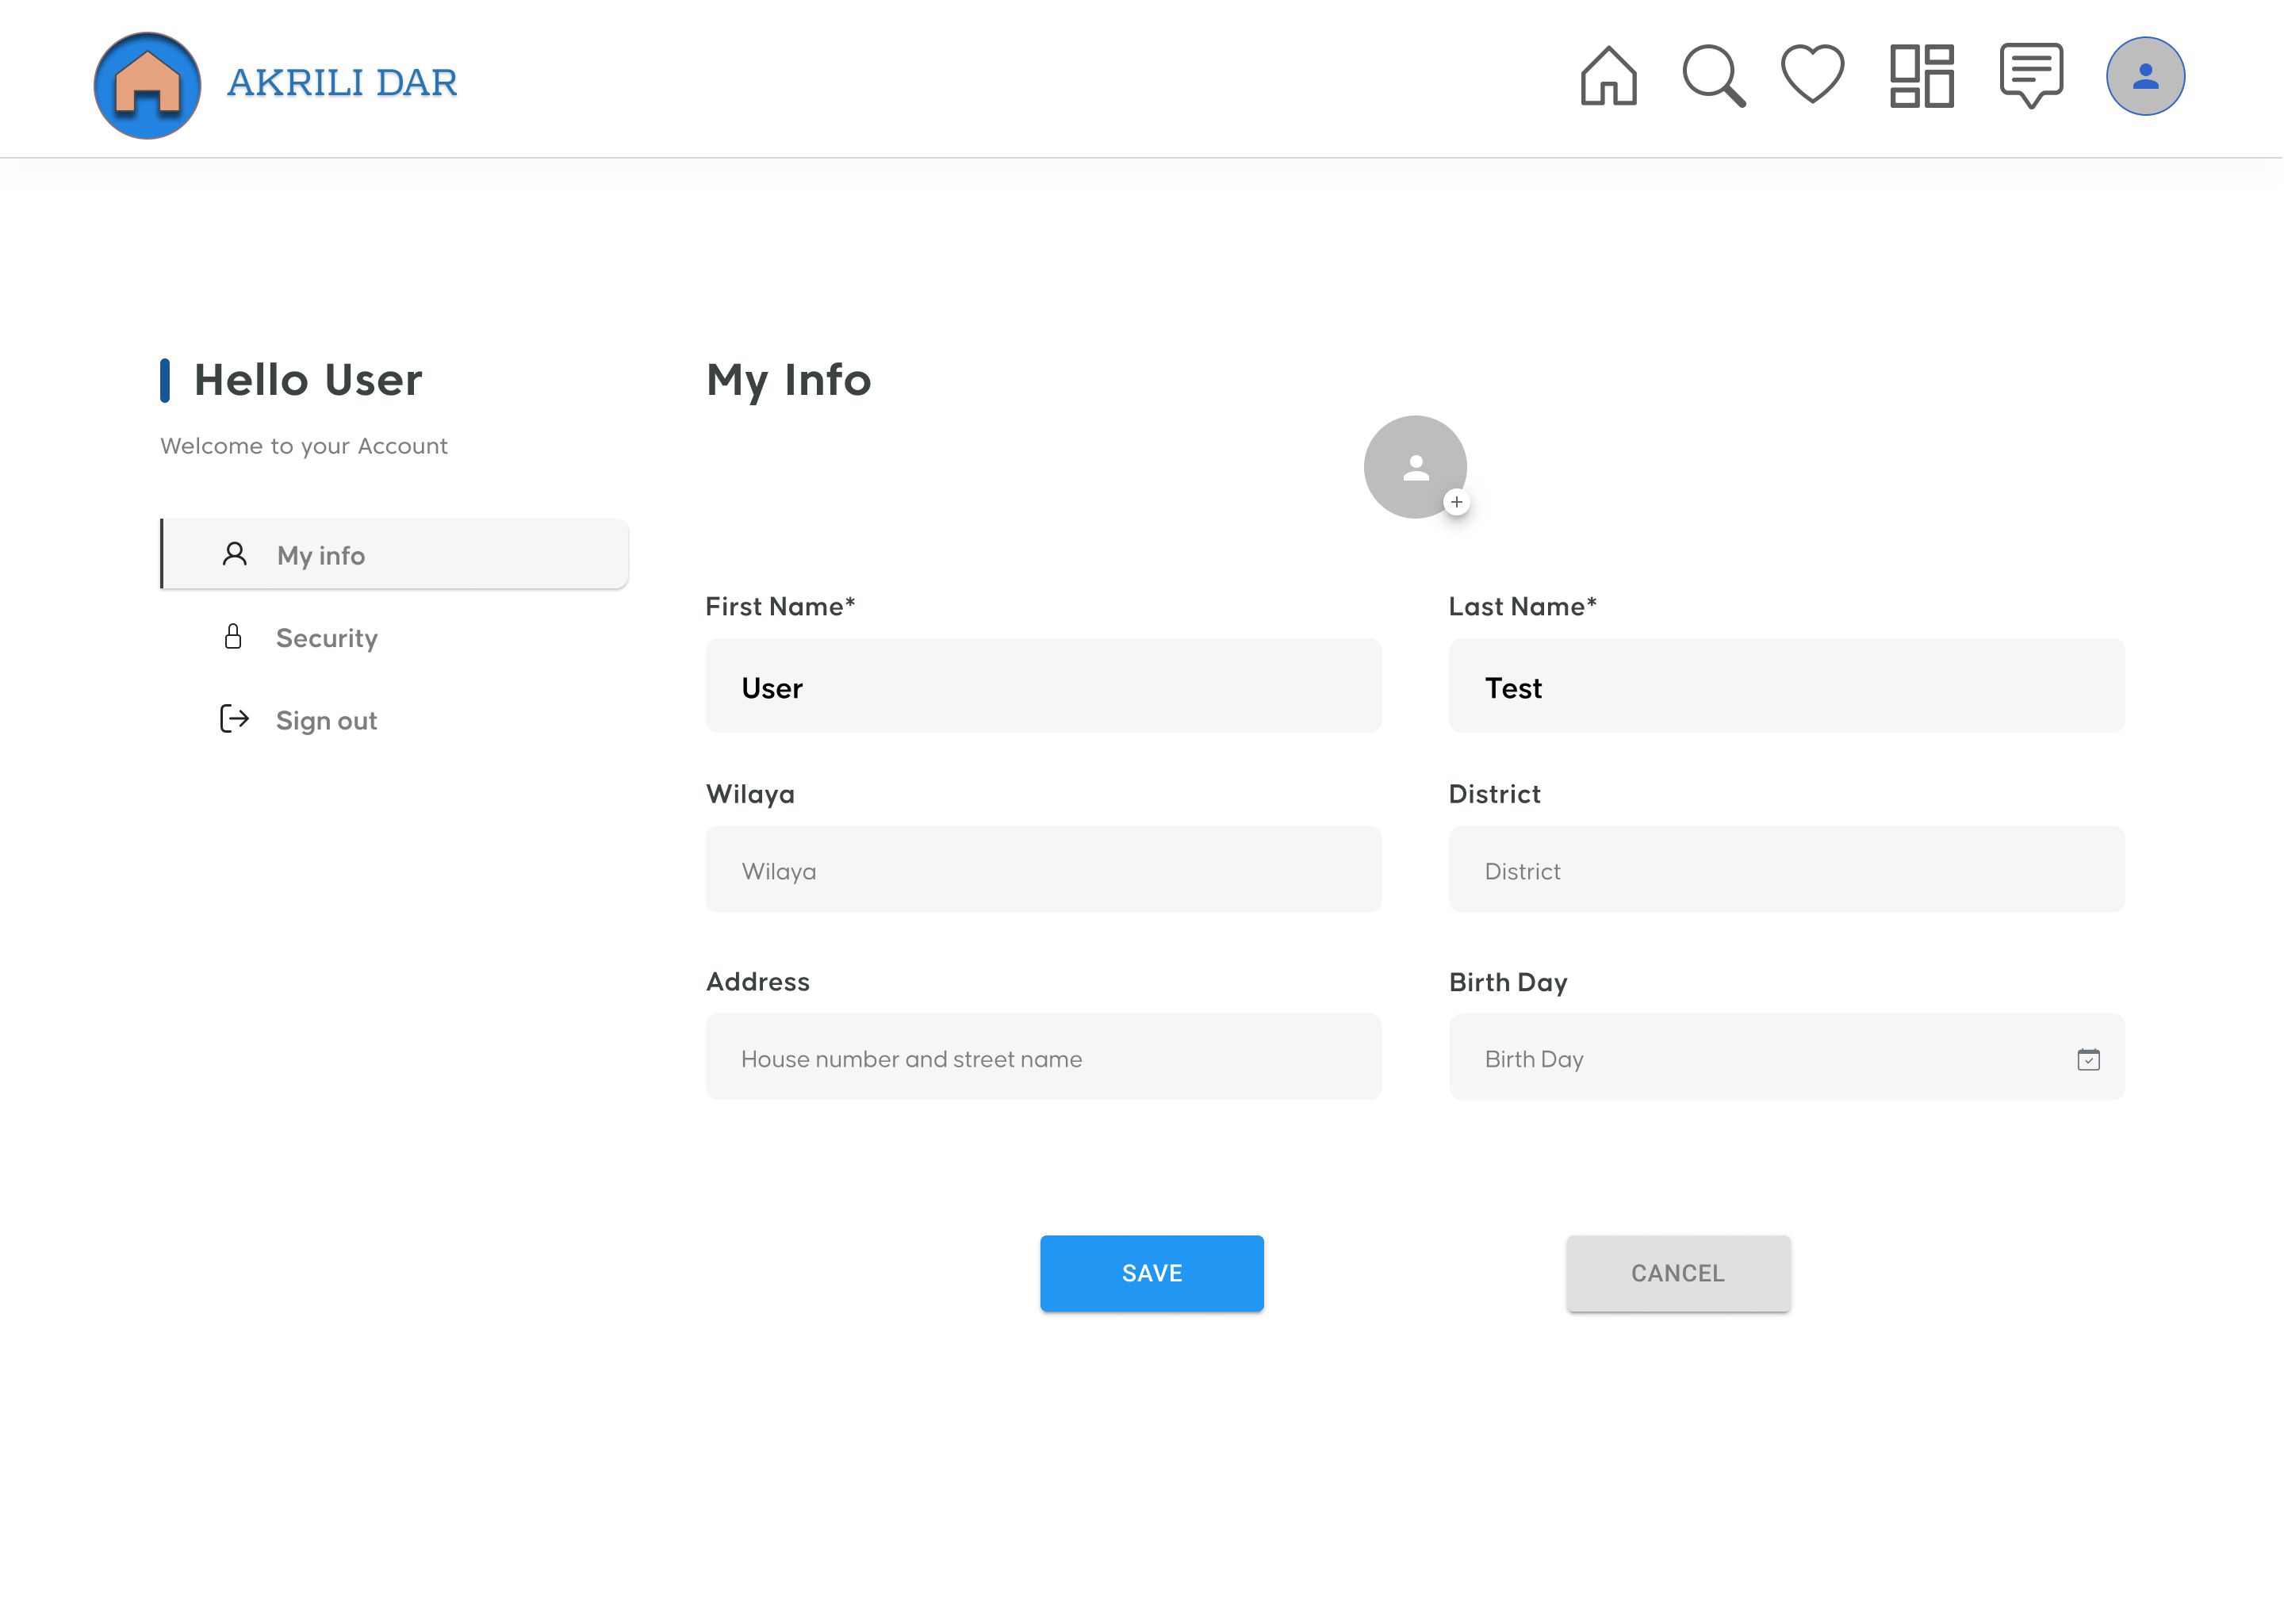 AKRILI DAR
Hello User
Welcome to your Account
My info
Security
Sign out
My Info
First Name*
Last Name*
User
Test
Wilaya
District
Wilaya
District
Address
Birth Day
House number and street name
Birth Day
SAVE
CANCEL